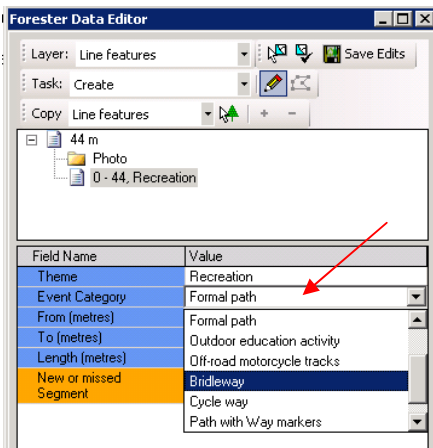 Forester Data Editor
Layer: Line features Save Edits
Task: Create
Copy Line features + -
44 m
Photo
0 - 44, Recreation
Field Name Value
Theme Recreation
Event Category Formal path
From (metres) Formal path
To (metres) Outdoor education activity
Length (metres) Off-road motorcycle tracks
New or missed Bridleway
Segment Cycle way
Path with Way markers